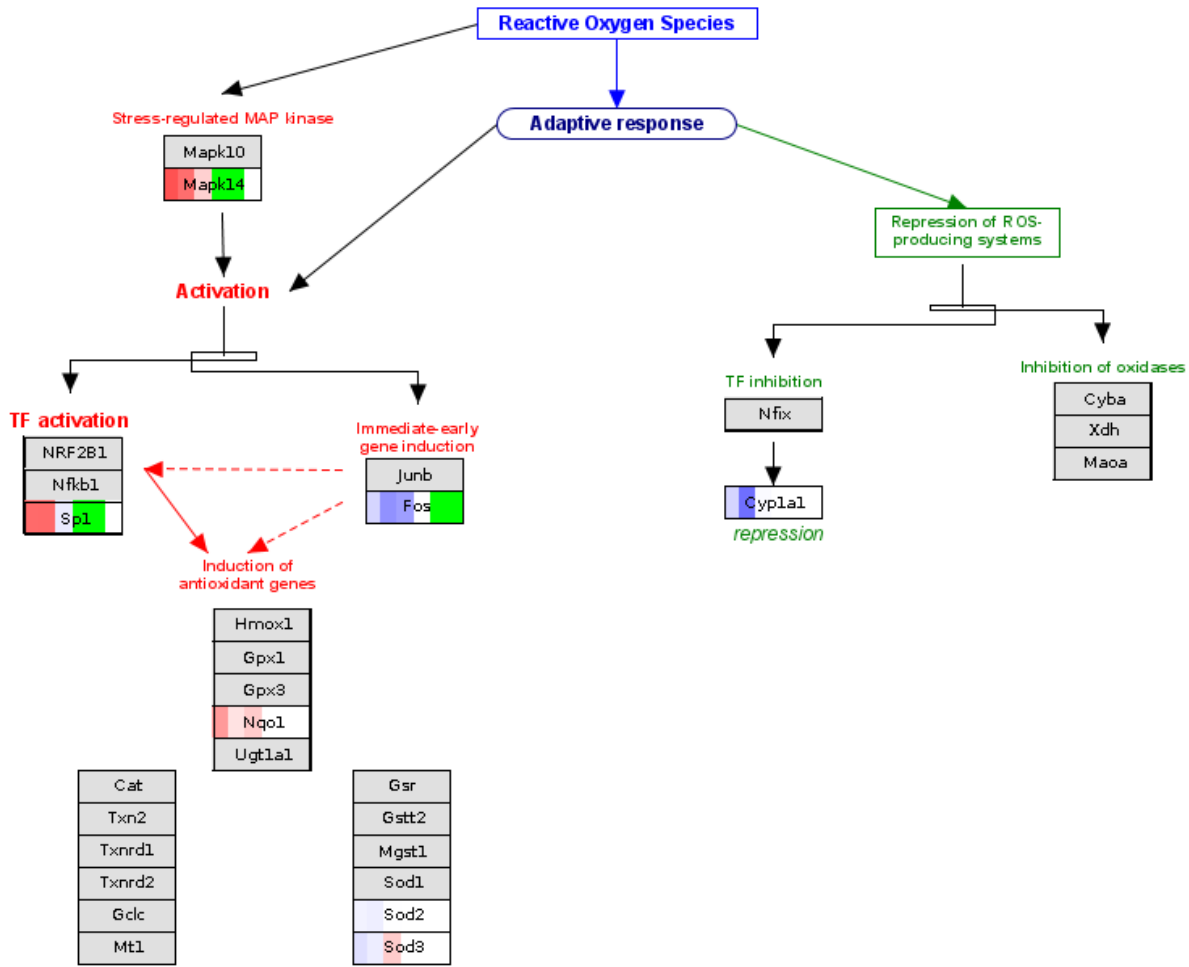 Reactive Oxygen Species
Stress-regulated MAP kinase
Adaptive response
Mapk10
Mapk14
Repression of ROS-
producing systems
Activation
TF activation
NRF2B1
Nfkb1
Sp1
Immediate-early
gene induction
Junb
Fos
TF inhibition
Nfix
Cyp1a1
repression
Inhibition of oxidases
Cyba
Xdh
Maoa
Induction of
antioxidant genes
Hmox1
Gpx1
Gpx3
Nqo1
Ugt1a1
Cat
Txn2
Txnrd1
Txnrd2
Gclc
Mt1
Gsr
Gstt2
Mgst1
Sod1
Sod2
Sod3